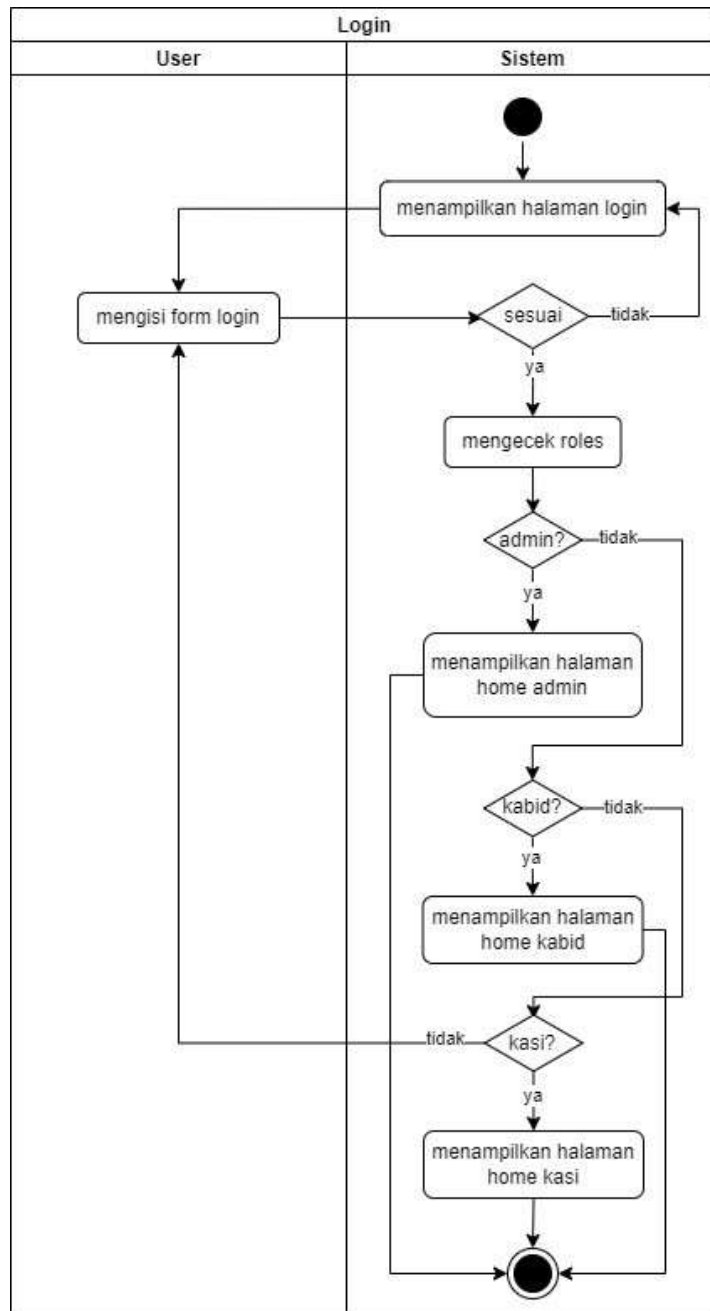 Login
User
Sistem
menampilkan halaman login
mengisi form login
sesuai
tidak
ya
mengecek roles
admin?
tidak
ya
menampilkan halaman
home admin
kabid?
tidak
ya
menampilkan halaman
home kabid
tidak
kasi?
ya
menampilkan halaman
home kasi